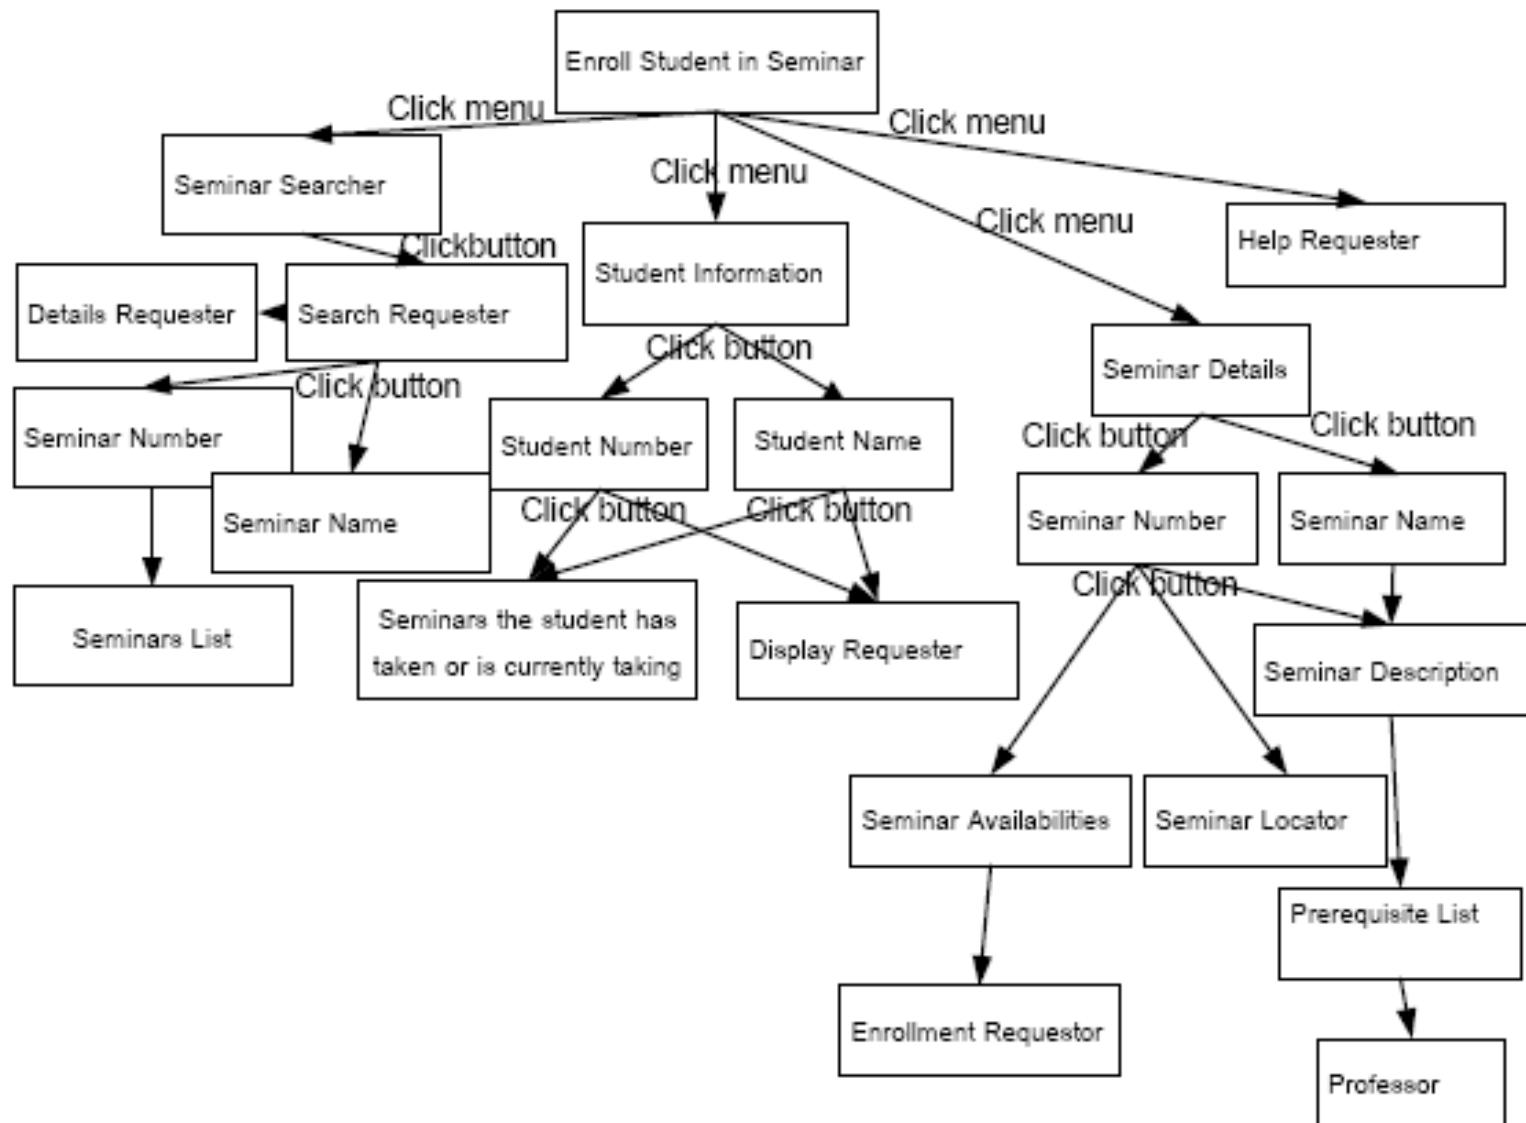 Enroll Student in Seminar
Click menu
Click menu
Click menu
Click menu
Seminar Searcher
Help Requester
Clickbutton
Student Information
Details Requester
Search Requester
Click button
Seminar Details
Click button
Seminar Number
Student Number
Student Name
Click button
Click button
Seminar Name
Click button
Click button
Seminar Number
Seminar Name
Click button
Seminars List
Seminars the student has
taken or is currently taking
Display Requester
Seminar Description
Seminar Availabilities
Seminar Locator
Prerequisite List
Enrollment Requestor
Professor